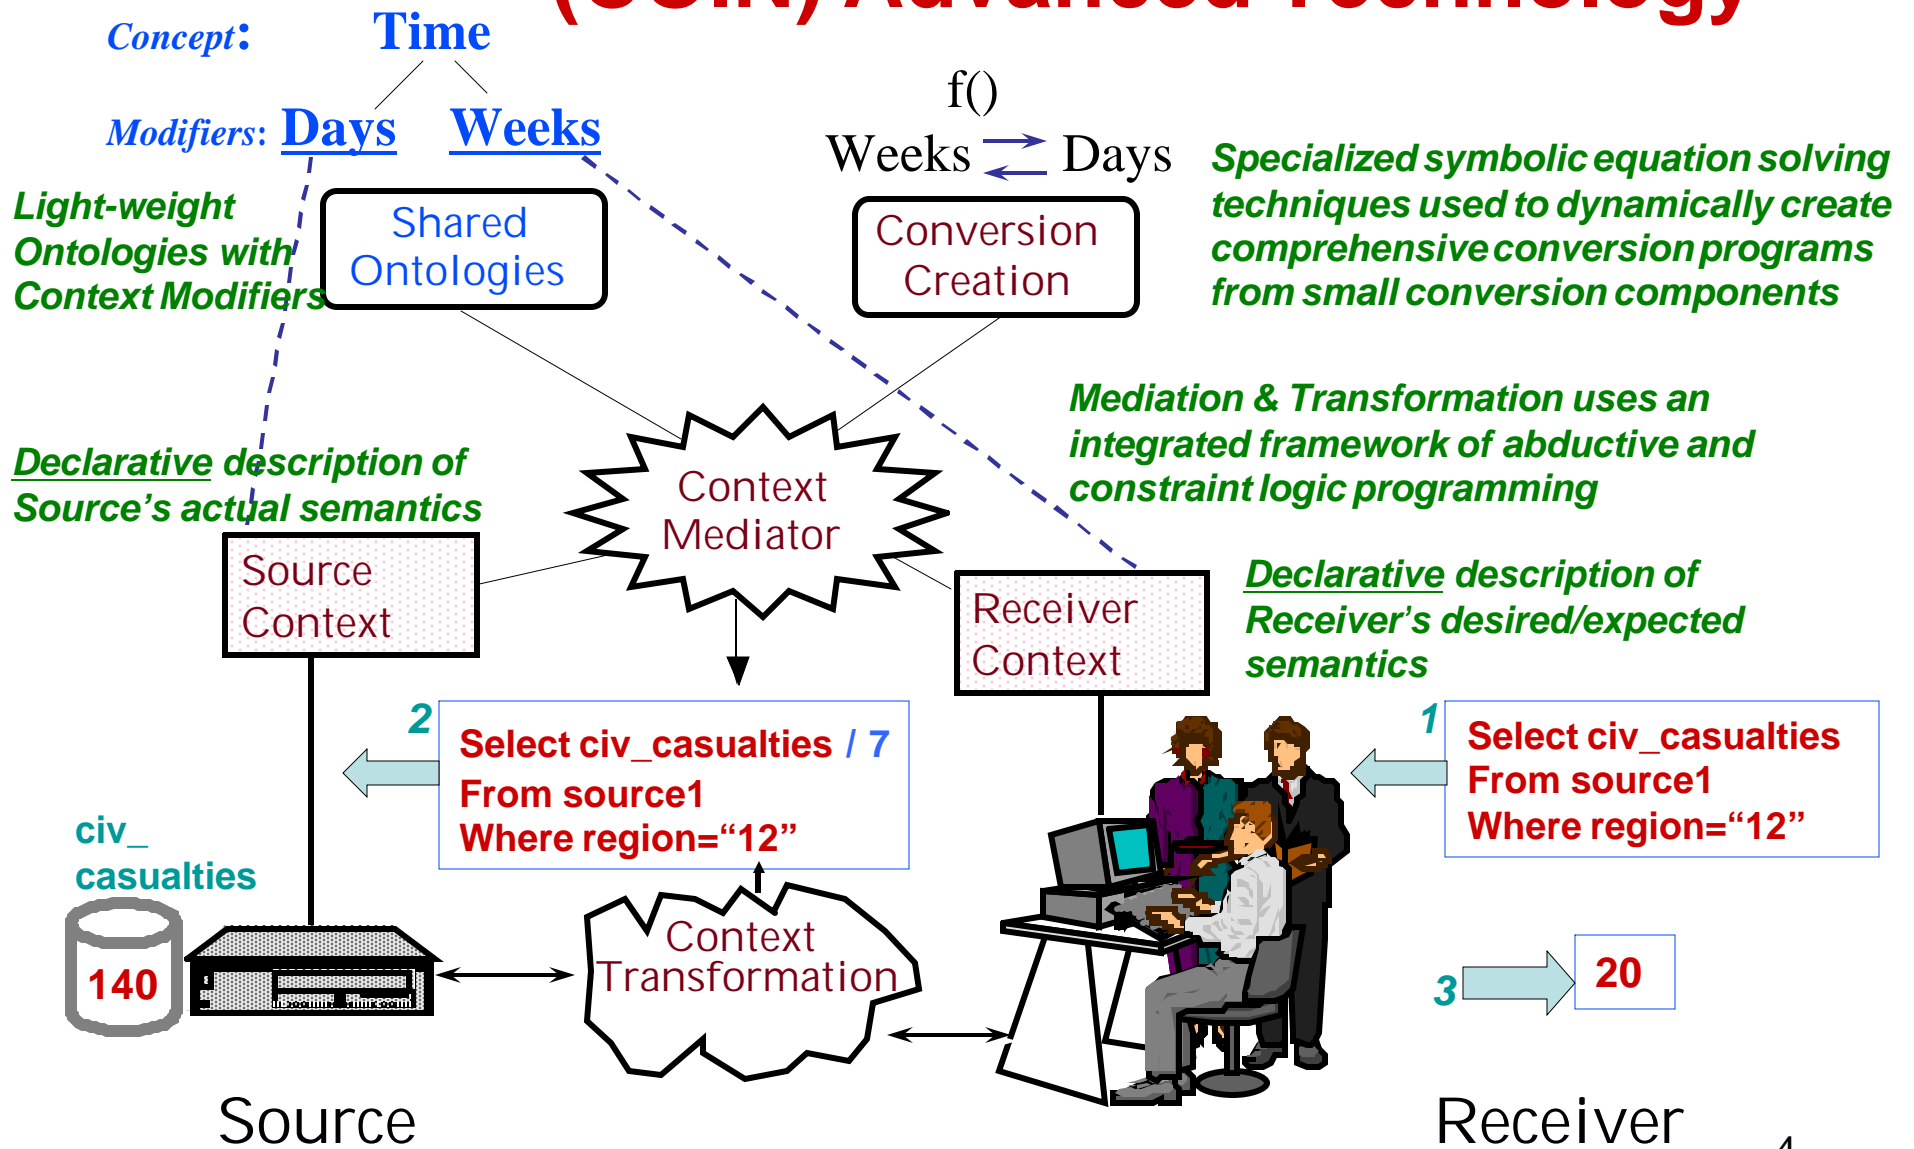 (COIN) Advanced Technology
Concept: Time
Modifiers: Days Weeks
f()
Weeks Days
Light-weight
Ontologies with
Context Modifiers
Shared
Ontologies
Conversion
Creation
Specialized symbolic equation solving
techniques used to dynamically create
comprehensive conversion programs
from small conversion components
Mediation & Transformation uses an
integrated framework of abductive and
constraint logic programming
Declarative description of
Source’s actual semantics
Context
Mediator
Source
Context
Receiver
Context
Declarative description of
Receiver’s desired/expected
semantics
2
Select civ_casualties / 7
From source1
Where region=“12”
1
Select civ_casualties
From source1
Where region=“12”
civ_
casualties
140
Context
Transformation
3
20
Source
Receiver
4